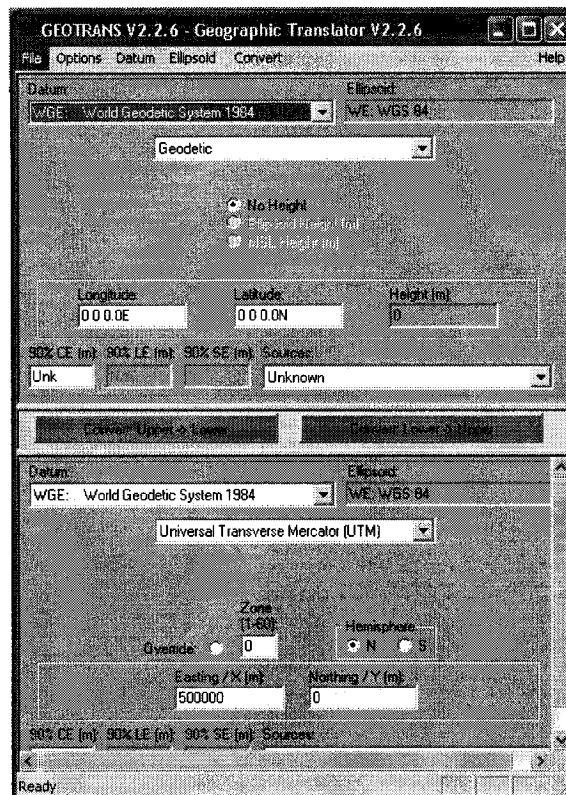 GEOTRANS V2.2.6 - Geographic Translator V2.2.6
File Options Datum Ellipsoid Convert Help
Datum: Ellipsoid:
WGE: World Geodetic System 1984 WE: WGS 84
Geodetic
No Height
Ellipsoid Height (m)
MSL Height (m)
Longitude: Latitude: Height (m):
0 0 0.0E 0 0 0.0N 0
90% CE (m): 90% LE (m): 90% SE (m): Sources:
Unk Unknown
Convert Upper -> Lower Convert Lower -> Upper
Datum: Ellipsoid:
WGE: World Geodetic System 1984 WE: WGS 84
Universal Transverse Mercator (UTM)
Zone
(1-60):
Hemisphere:
Override: 0 N S
Easting / X (m): Northing / Y (m):
500000 0
90% CE (m): 90% LE (m): 90% SE (m): Sources:
Ready